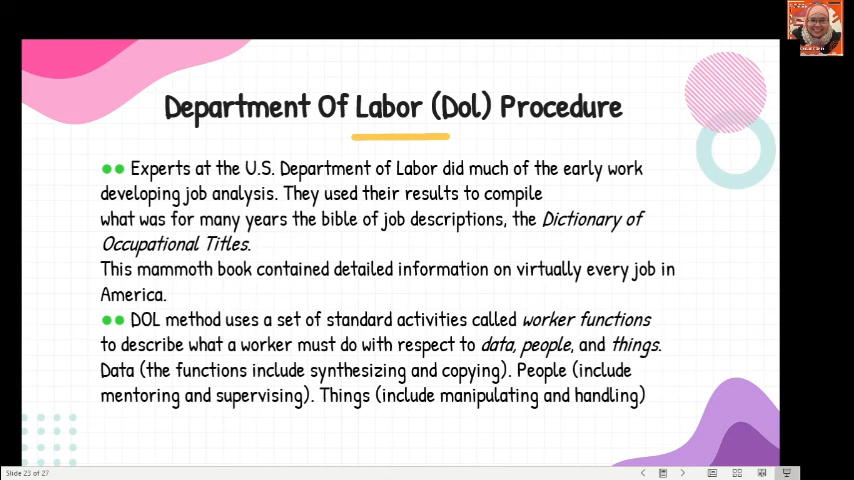 Department Of Labor (Dol) Procedure
Experts at the U.S. Department of Labor did much of the early work
developing job analysis. They used their results to compile
what was for many years the bible of job descriptions, the Dictionary of
Occupational Titles.
This mammoth book contained detailed information on virtually every job in
America.
DOL method uses a set of standard activities called worker functions
to describe what a worker must do with respect to data, people, and things.
Data (the functions include synthesizing and copying). People (include
mentoring and supervising). Things (include manipulating and handling)
Slide 23 of 27